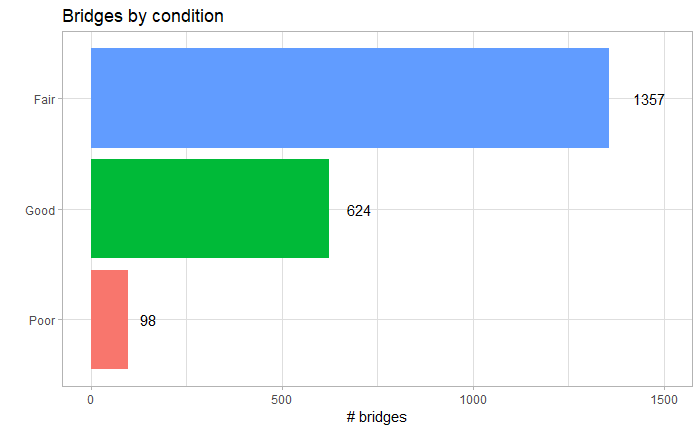 Bridges by condition
Fair
1357
Good
624
Poor
98
0
500
1000
1500
# bridges